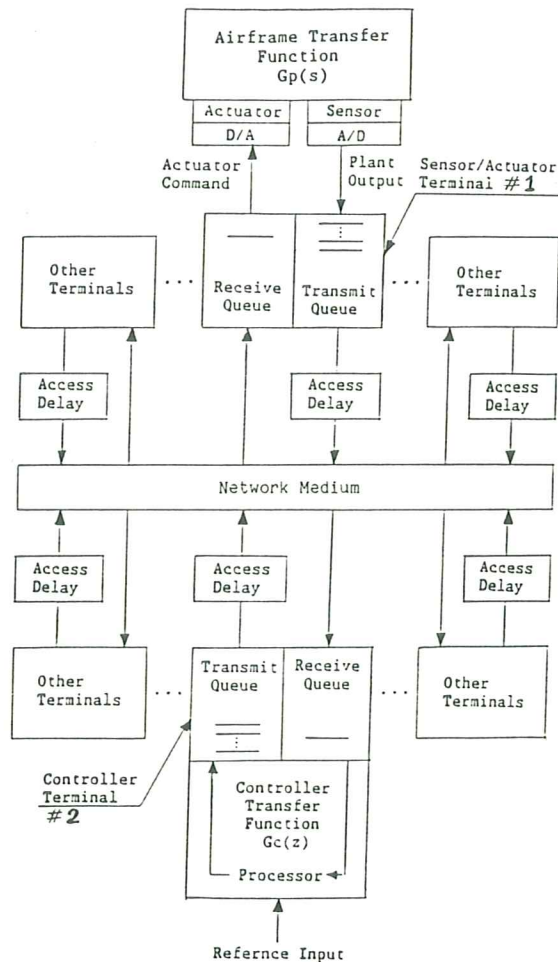 Airframe Transfer
Function
Gp(s)
Actuator
Sensor
D/A
A/D
Actuator
Command
Plant
Output
Sensor/Actuator
Terminal #1
Other
Terminals
...
Receive
Queue
Transmit
Queue
...
Other
Terminals
Access
Delay
Access
Delay
Access
Delay
Network Medium
Access
Delay
Access
Delay
Access
Delay
Other
Terminals
...
Transmit
Queue
Receive
Queue
...
Other
Terminals
Controller
Terminal
#2
Controller
Transfer
Function
Gc(z)
Processor
Refernce Input